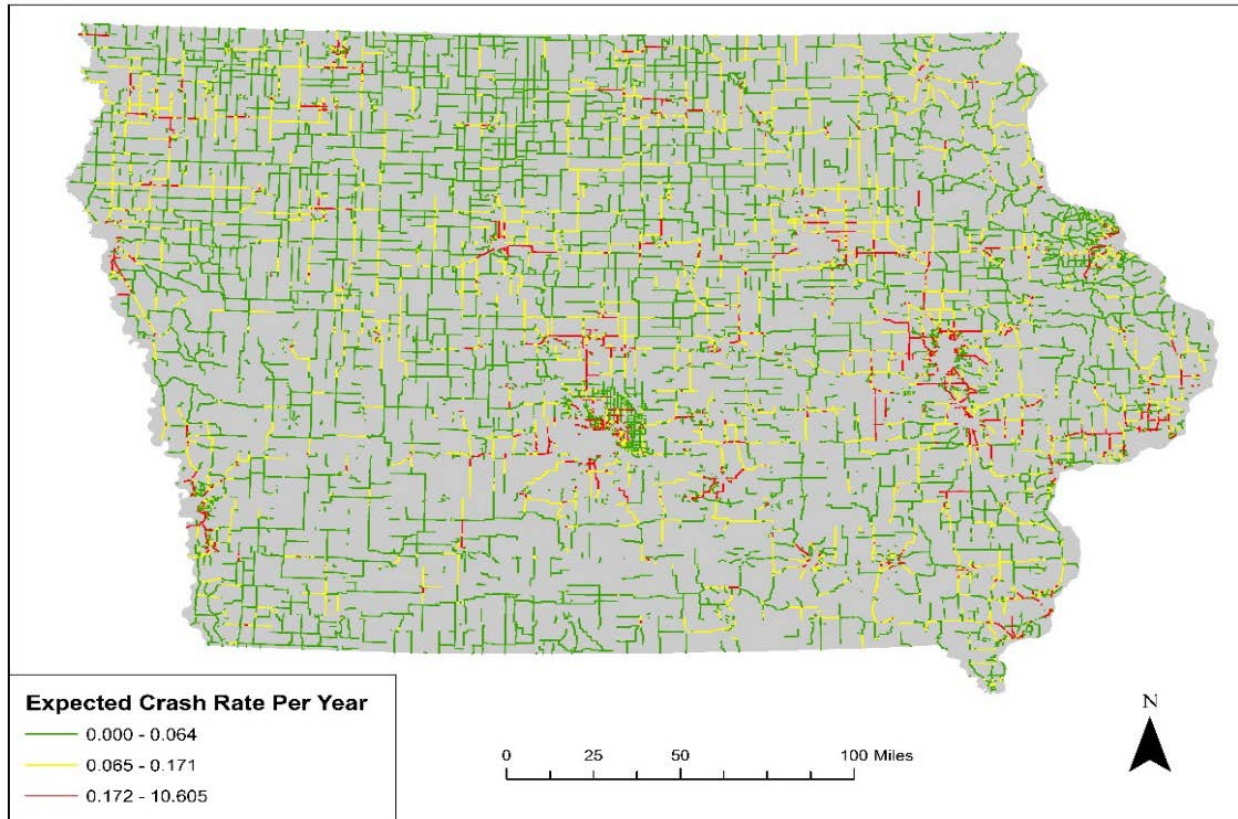 N
Expected Crash Rate Per Year
0.000 - 0.064
0.065 - 0.171
0.172 - 10.605
0 25 50 100 Miles